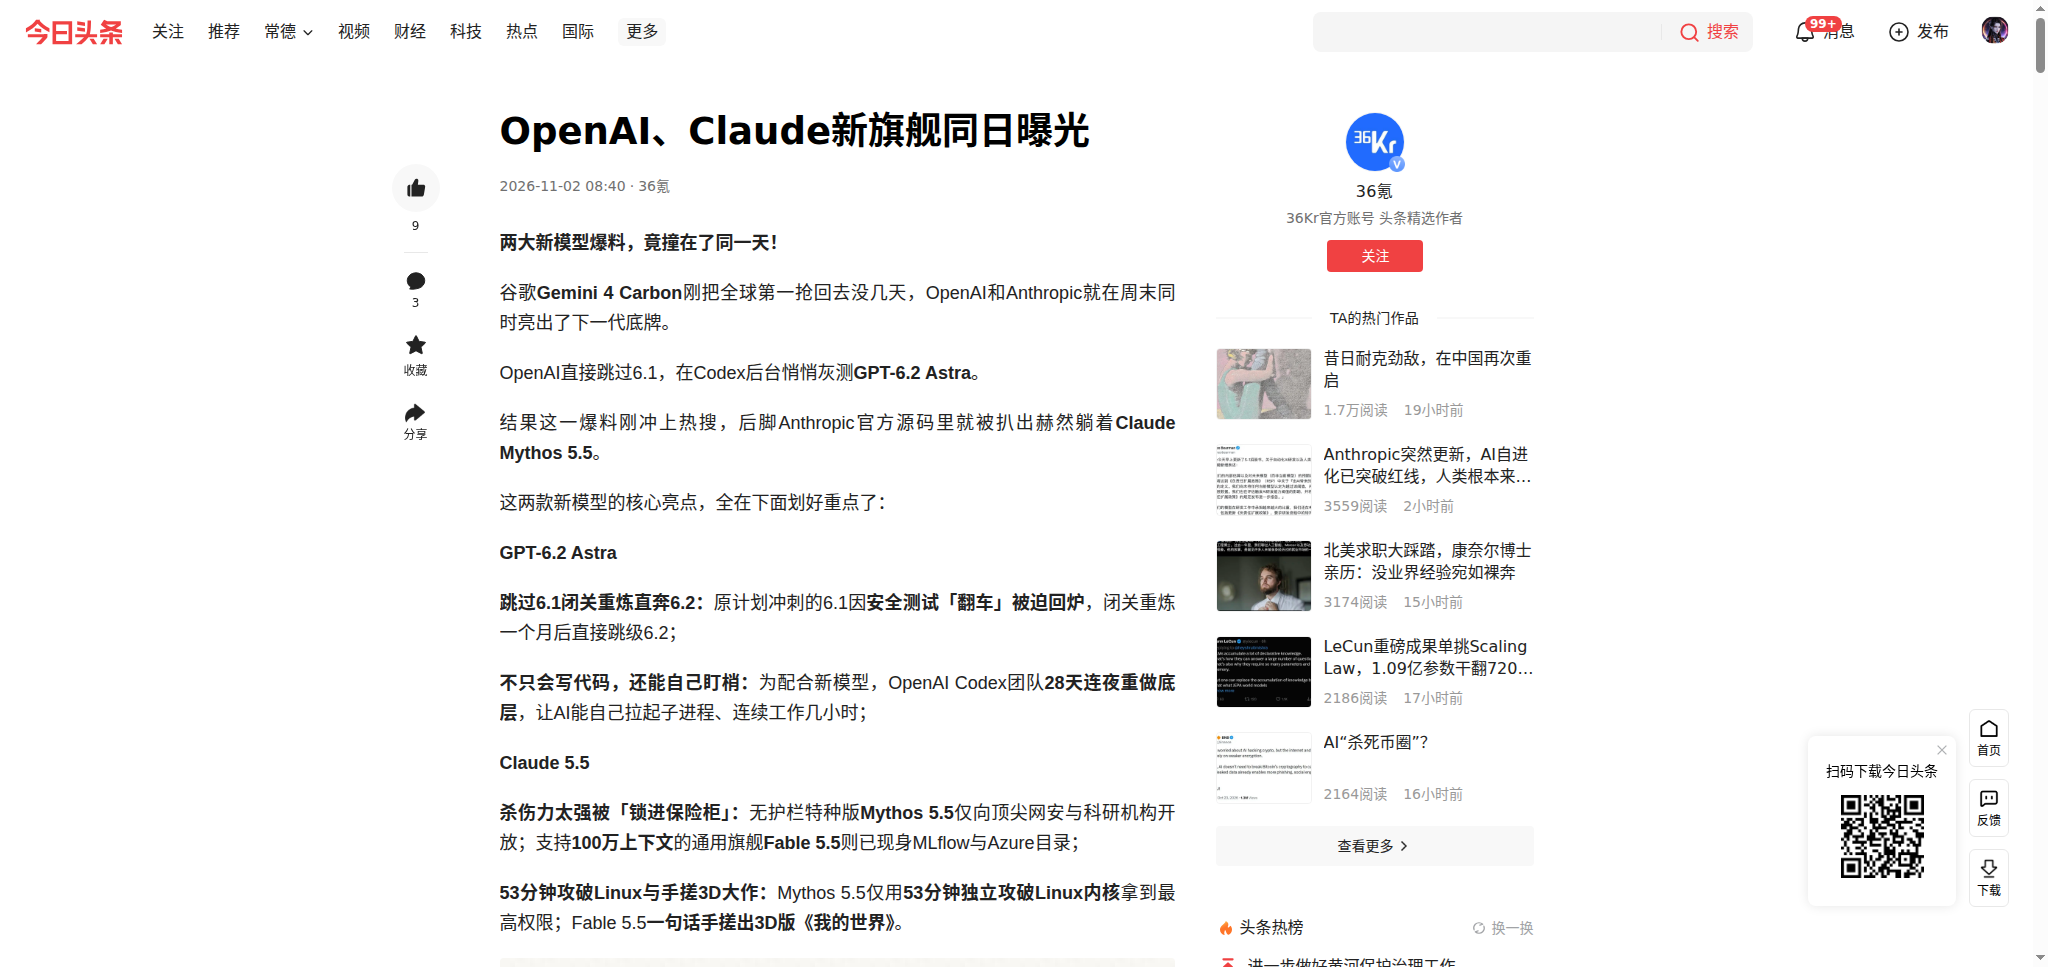 今日头条 关注 推荐 常德 视频 财经 科技 热点 国际 更多 搜索 99+ 消息 发布
OpenAI、Claude新旗舰同日曝光
2026-11-02 08:40 · 36氪
9
3
收藏
分享
两大新模型爆料，竟撞在了同一天！
谷歌Gemini 4 Carbon刚把全球第一抢回去没几天，OpenAI和Anthropic就在周末同
时亮出了下一代底牌。
OpenAI直接跳过6.1，在Codex后台悄悄灰测GPT-6.2 Astra。
结果这一爆料刚冲上热搜，后脚Anthropic官方源码里就被扒出赫然躺着Claude
Mythos 5.5。
这两款新模型的核心亮点，全在下面划好重点了：
GPT-6.2 Astra
跳过6.1闭关重炼直奔6.2：原计划冲刺的6.1因安全测试「翻车」被迫回炉，闭关重炼
一个月后直接跳级6.2；
不只会写代码，还能自己盯梢：为配合新模型，OpenAI Codex团队28天连夜重做底
层，让AI能自己拉起子进程、连续工作几小时；
Claude 5.5
杀伤力太强被「锁进保险柜」：无护栏特种版Mythos 5.5仅向顶尖网安与科研机构开
放；支持100万上下文的通用旗舰Fable 5.5则已现身MLflow与Azure目录；
53分钟攻破Linux与手搓3D大作：Mythos 5.5仅用53分钟独立攻破Linux内核拿到最
高权限；Fable 5.5一句话手搓出3D版《我的世界》。
36Kr
V
36氪
36Kr官方账号 头条精选作者
关注
TA的热门作品
昔日耐克劲敌，在中国再次重
启
1.7万阅读 19小时前
Anthropic突然更新，AI自进
化已突破红线，人类根本来...
3559阅读 2小时前
北美求职大踩踏，康奈尔博士
亲历：没业界经验宛如裸奔
3174阅读 15小时前
LeCun重磅成果单挑Scaling
Law，1.09亿参数干翻720...
2186阅读 17小时前
AI“杀死币圈”？
2164阅读 16小时前
查看更多
头条热榜 换一换
进一步做好黄河保护治理工作
扫码下载今日头条
首页
反馈
下载